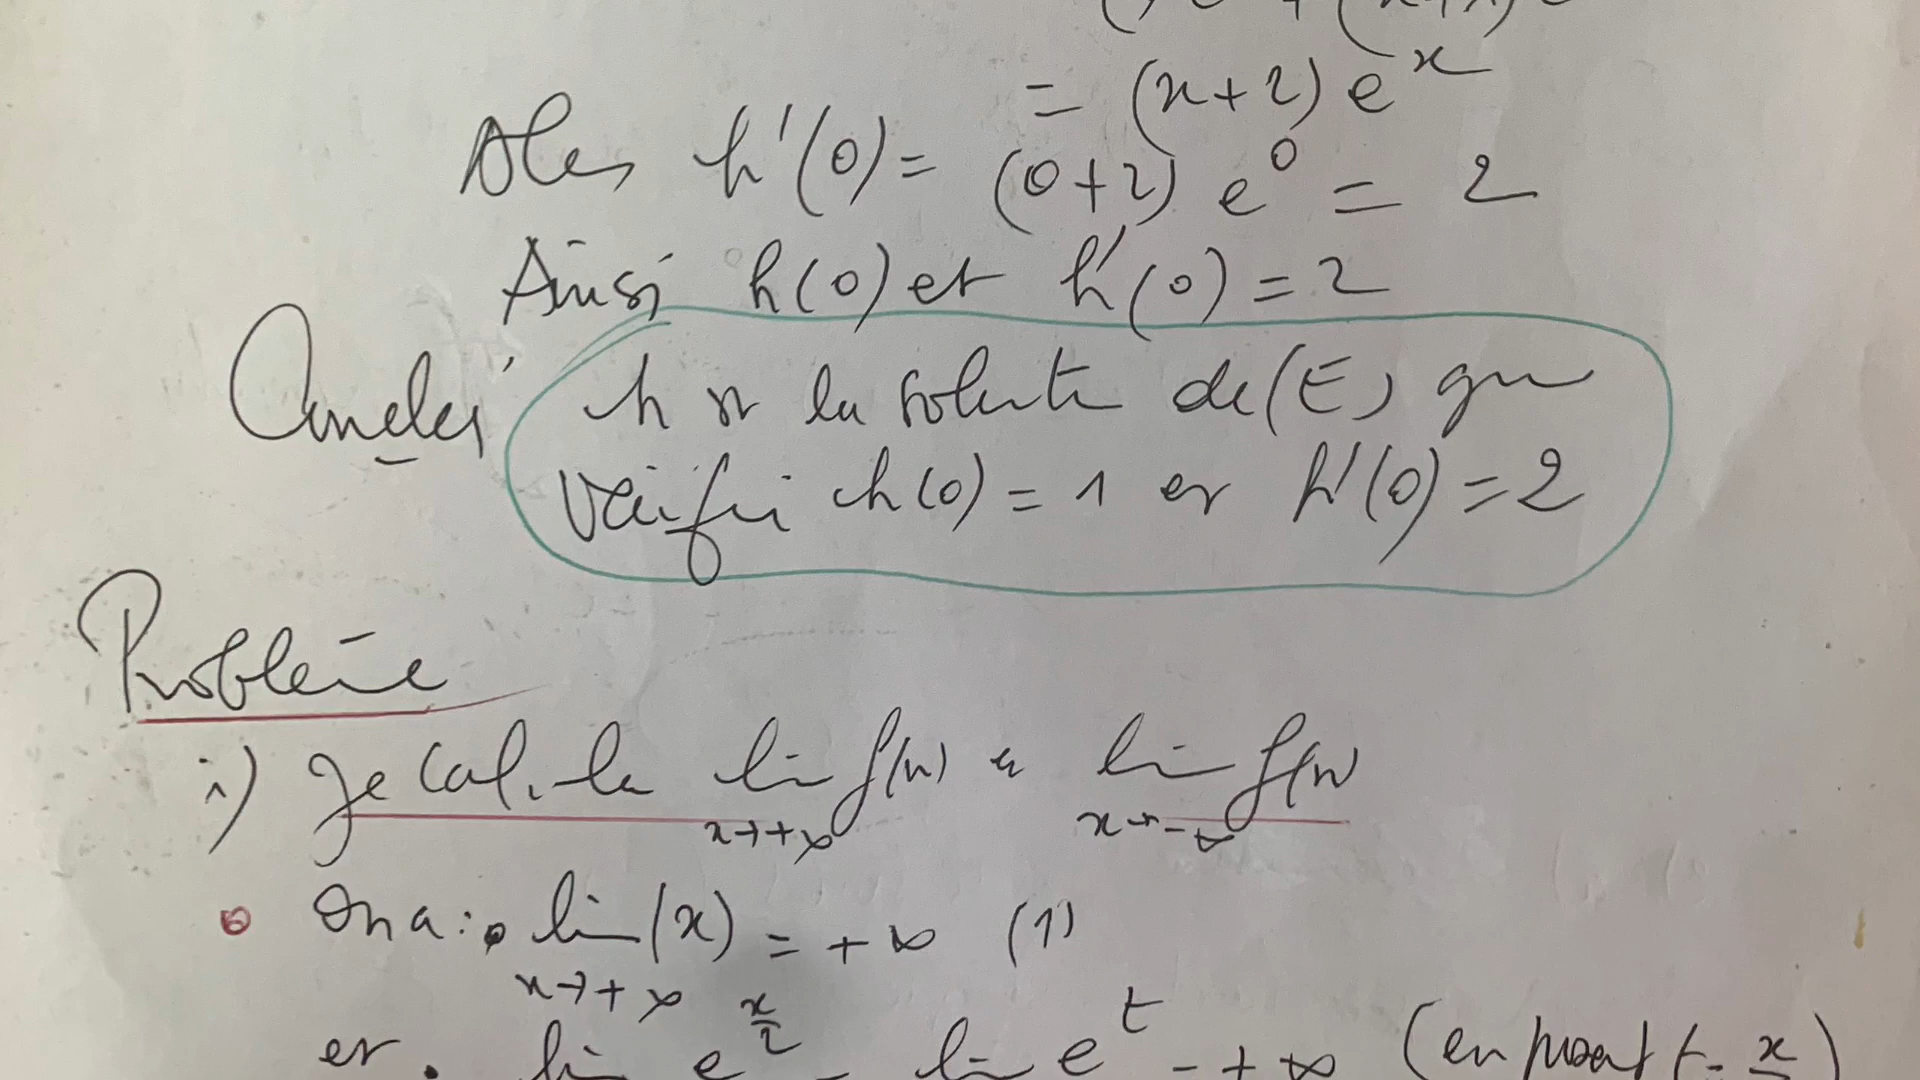 = (x+2) e^x
Alors h'(0) = (0+2) e^0 = 2
Ainsi h(0) et h'(0) = 2
h est la solution de (E) qui
vérifie h(0) = 1 et h'(0) = 2
Problème
1) Je calcule lim f(x) et lim f(x)
x→+∞ x→-∞
On a : • lim (x) = +∞ (1)
x→+∞
et • lim e^(x/2) = lim e^t = +∞ (en posant t = x/2)